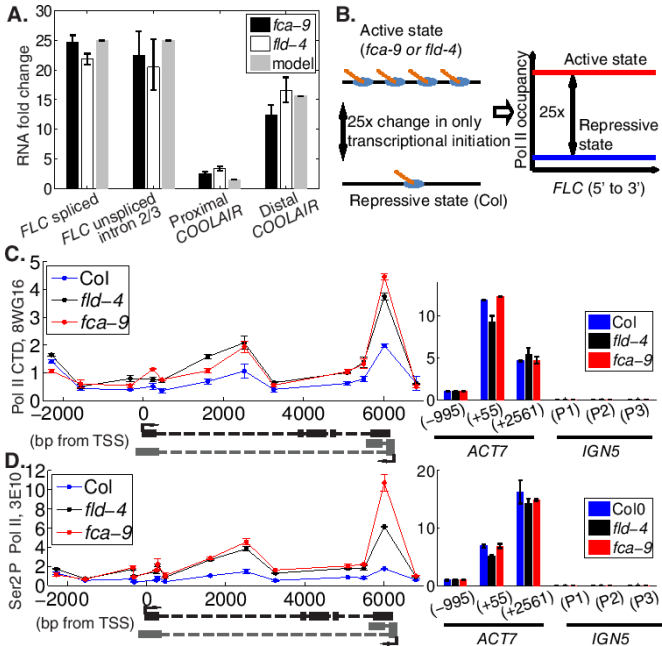 A.
RNA fold change
30
25
20
15
10
5
0
fca-9
fld-4
model
FLC spliced
FLC unspliced
intron 2/3
Proximal
COOLAIR
Distal
COOLAIR
B.
Active state
(fca-9 or fld-4)
25x change in only
transcriptional initiation
Repressive state (Col)
Pol II occupancy
Active state
25x
Repressive
state
FLC (5' to 3')
C.
Pol II CTD, 8WG16
5
4
3
2
1
0
Col
fld-4
fca-9
-2000 0 2000 4000 6000
(bp from TSS)
10
5
Col
fld-4
fca-9
(-995) (+55) (+2561) (P1) (P2) (P3)
ACT7 IGN5
D.
Ser2P Pol II, 3E10
12
10
8
6
4
2
0
Col
fld-4
fca-9
-2000 0 2000 4000 6000
(bp from TSS)
20
10
0
Col0
fld-4
fca-9
(-995) (+55) (+2561) (P1) (P2) (P3)
ACT7 IGN5